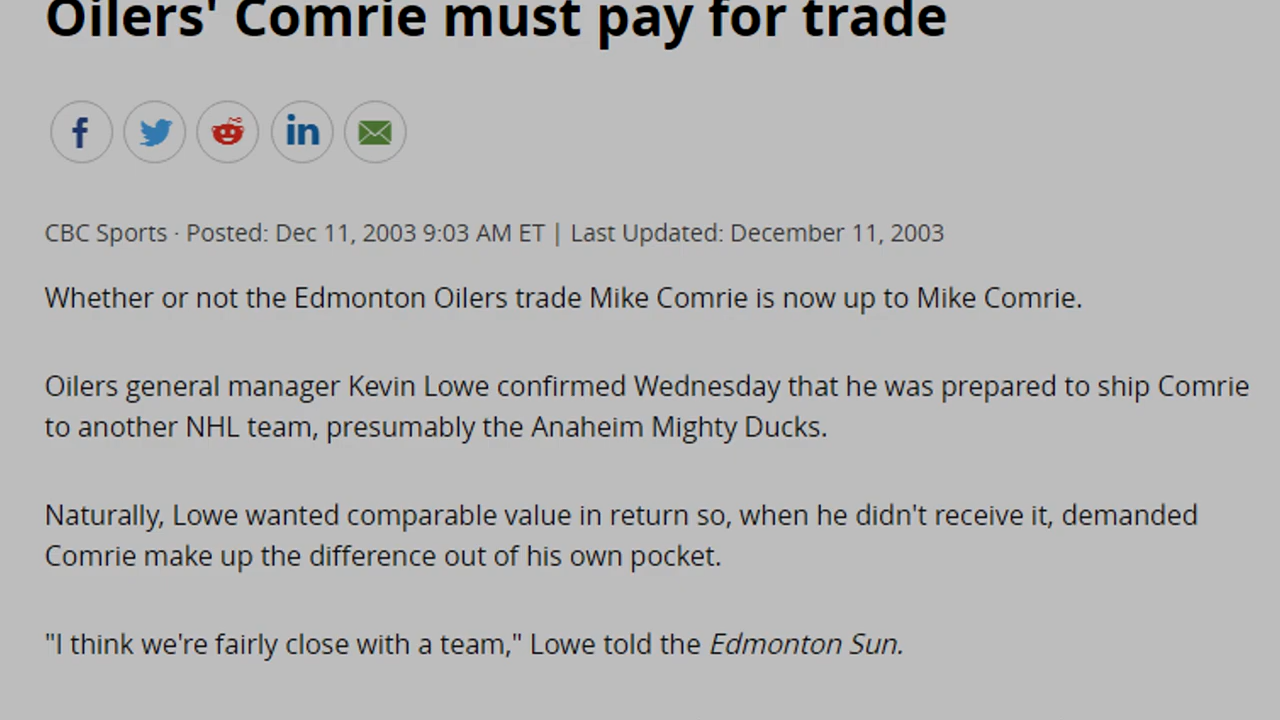 Oilers' Comrie must pay for trade
f
in
CBC Sports · Posted: Dec 11, 2003 9:03 AM ET | Last Updated: December 11, 2003
Whether or not the Edmonton Oilers trade Mike Comrie is now up to Mike Comrie.
Oilers general manager Kevin Lowe confirmed Wednesday that he was prepared to ship Comrie
to another NHL team, presumably the Anaheim Mighty Ducks.
Naturally, Lowe wanted comparable value in return so, when he didn't receive it, demanded
Comrie make up the difference out of his own pocket.
"I think we're fairly close with a team," Lowe told the Edmonton Sun.